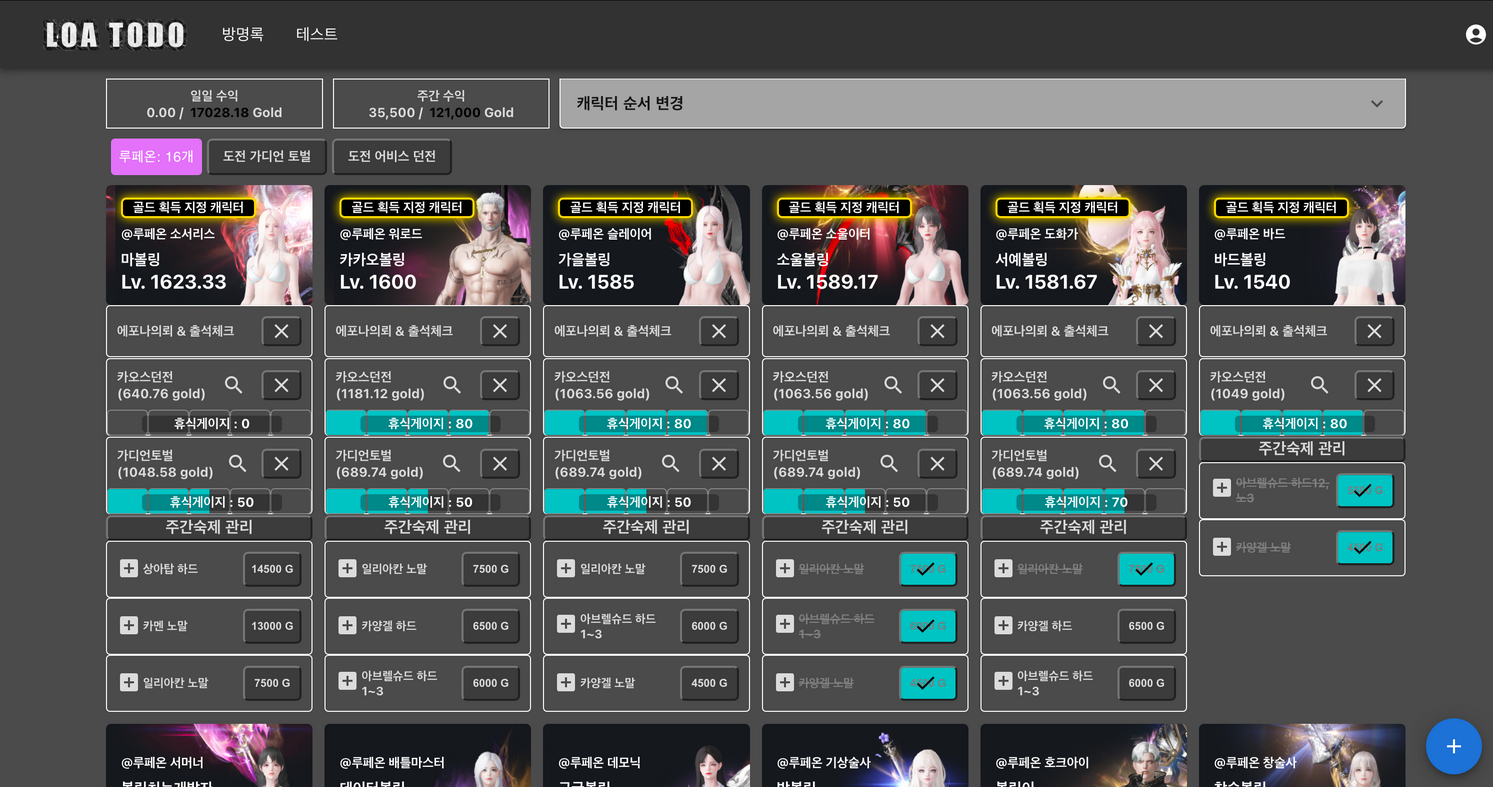 LOA TODO
방명록
테스트
일일 수익
0.00 / 17028.18 Gold
주간 수익
35,500 / 121,000 Gold
캐릭터 순서 변경
루페온: 16개
도전 가디언 토벌
도전 어비스 던전
골드 획득 지정 캐릭터
@루페온 소서리스
마볼링
Lv. 1623.33
에포나의뢰 & 출석체크
카오스던전
(640.76 gold)
휴식게이지 : 0
가디언토벌
(1048.58 gold)
휴식게이지 : 50
주간숙제 관리
상아탑 하드
14500 G
카멘 노말
13000 G
일리아칸 노말
7500 G
골드 획득 지정 캐릭터
@루페온 워로드
카카오볼링
Lv. 1600
에포나의뢰 & 출석체크
카오스던전
(1181.12 gold)
휴식게이지 : 80
가디언토벌
(689.74 gold)
휴식게이지 : 50
주간숙제 관리
일리아칸 노말
7500 G
카양겔 하드
6500 G
아브렐슈드 하드
1~3
6000 G
골드 획득 지정 캐릭터
@루페온 슬레이어
가을볼링
Lv. 1585
에포나의뢰 & 출석체크
카오스던전
(1063.56 gold)
휴식게이지 : 80
가디언토벌
(689.74 gold)
휴식게이지 : 50
주간숙제 관리
일리아칸 노말
7500 G
아브렐슈드 하드
1~3
6000 G
카양겔 노말
4500 G
골드 획득 지정 캐릭터
@루페온 소울이터
소울볼링
Lv. 1589.17
에포나의뢰 & 출석체크
카오스던전
(1063.56 gold)
휴식게이지 : 80
가디언토벌
(689.74 gold)
휴식게이지 : 50
주간숙제 관리
일리아칸 노말
아브렐슈드 하드
1~3
카양겔 노말
골드 획득 지정 캐릭터
@루페온 도화가
서예볼링
Lv. 1581.67
에포나의뢰 & 출석체크
카오스던전
(1063.56 gold)
휴식게이지 : 80
가디언토벌
(689.74 gold)
휴식게이지 : 70
주간숙제 관리
일리아칸 노말
카양겔 하드
6500 G
아브렐슈드 하드
1~3
6000 G
골드 획득 지정 캐릭터
@루페온 바드
바드볼링
Lv. 1540
에포나의뢰 & 출석체크
카오스던전
(1049 gold)
휴식게이지 : 80
주간숙제 관리
아브렐슈드 하드12,
노3
카양겔 노말
@루페온 서머너
@루페온 배틀마스터
@루페온 데모닉
@루페온 기상술사
@루페온 호크아이
@루페온 창술사